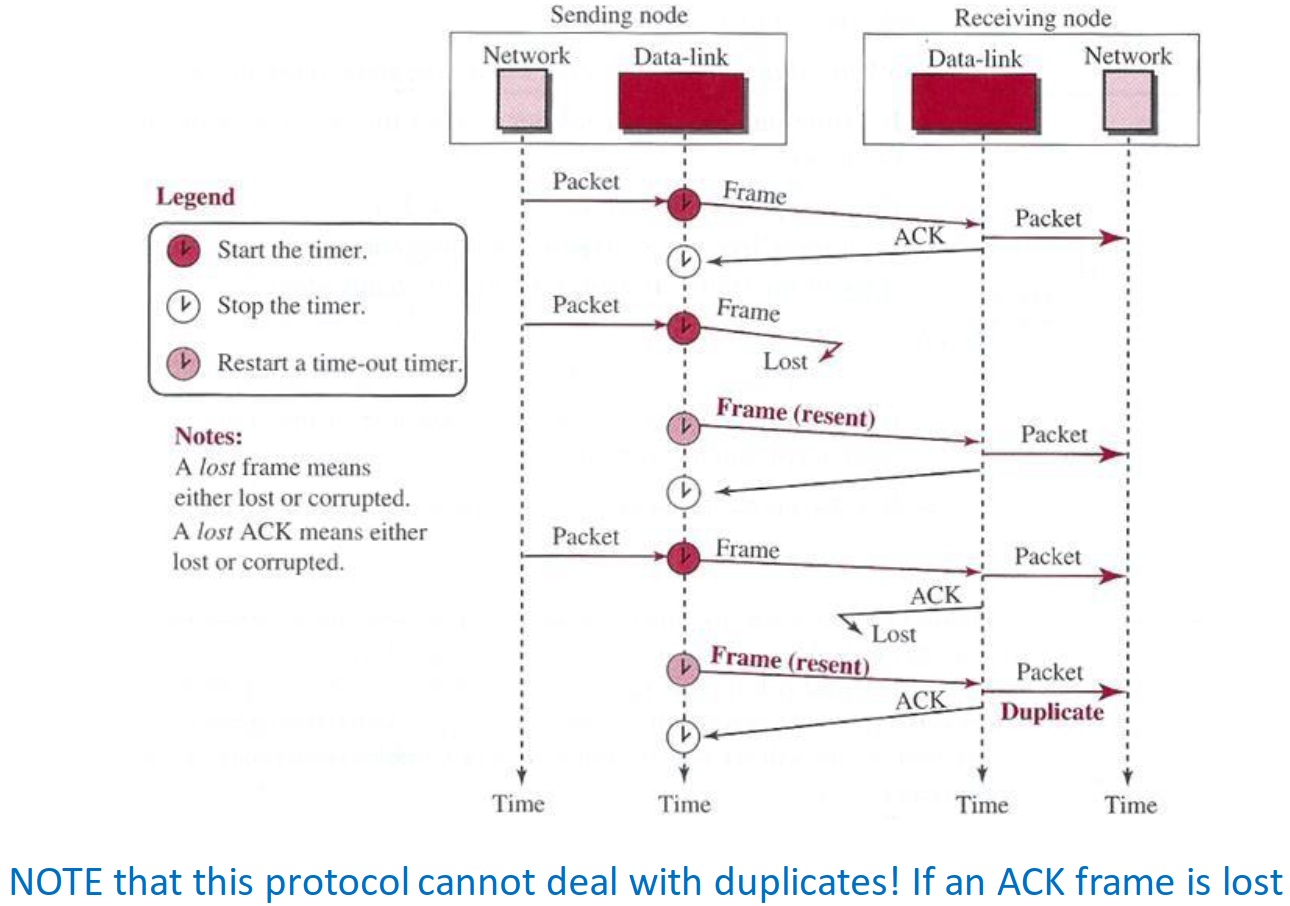 Sending node
Receiving node
Network
Data-link
Data-link
Network
Legend
Start the timer.
Stop the timer.
Restart a time-out timer.
Notes:
A lost frame means
either lost or corrupted.
A lost ACK means either
lost or corrupted.
Packet
Frame
Packet
ACK
Packet
Frame
Lost
Frame (resent)
Packet
Packet
Frame
Packet
ACK
Lost
Frame (resent)
Packet
ACK
Duplicate
Time
Time
Time
Time
NOTE that this protocol cannot deal with duplicates! If an ACK frame is lost